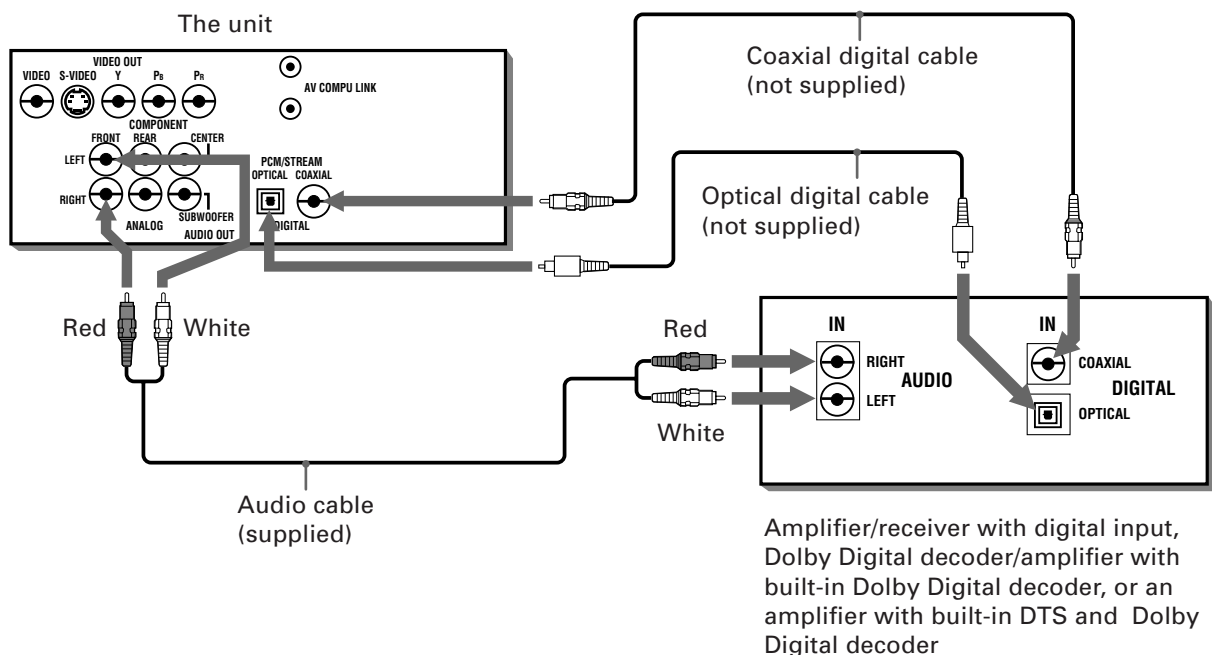 The unit
VIDEO OUT
VIDEO S-VIDEO Y PB PR
COMPONENT
AV COMPU LINK
FRONT REAR CENTER
LEFT
RIGHT
SUBWOOFER
ANALOG
AUDIO OUT
PCM/STREAM
OPTICAL COAXIAL
DIGITAL
Coaxial digital cable
(not supplied)
Optical digital cable
(not supplied)
Red White
Audio cable
(supplied)
Red
White
IN
RIGHT
AUDIO
LEFT
IN
COAXIAL
DIGITAL
OPTICAL
Amplifier/receiver with digital input,
Dolby Digital decoder/amplifier with
built-in Dolby Digital decoder, or an
amplifier with built-in DTS and Dolby
Digital decoder